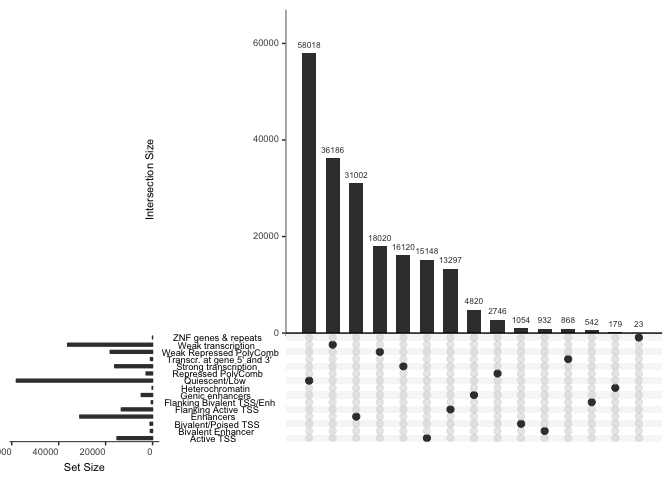 60000
40000
20000
0
Intersection Size
58018
36186
31002
18020
16120
15148
13297
4820
2746
1054
932
868
542
179
23
ZNF genes & repeats
Weak transcription
Weak Repressed PolyComb
Transcr. at gene 5' and 3'
Strong transcription
Repressed PolyComb
Quiescent/Low
Heterochromatin
Genic enhancers
Flanking Bivalent TSS/Enh
Flanking Active TSS
Enhancers
Bivalent/Poised TSS
Bivalent Enhancer
Active TSS
40000 20000 0
Set Size